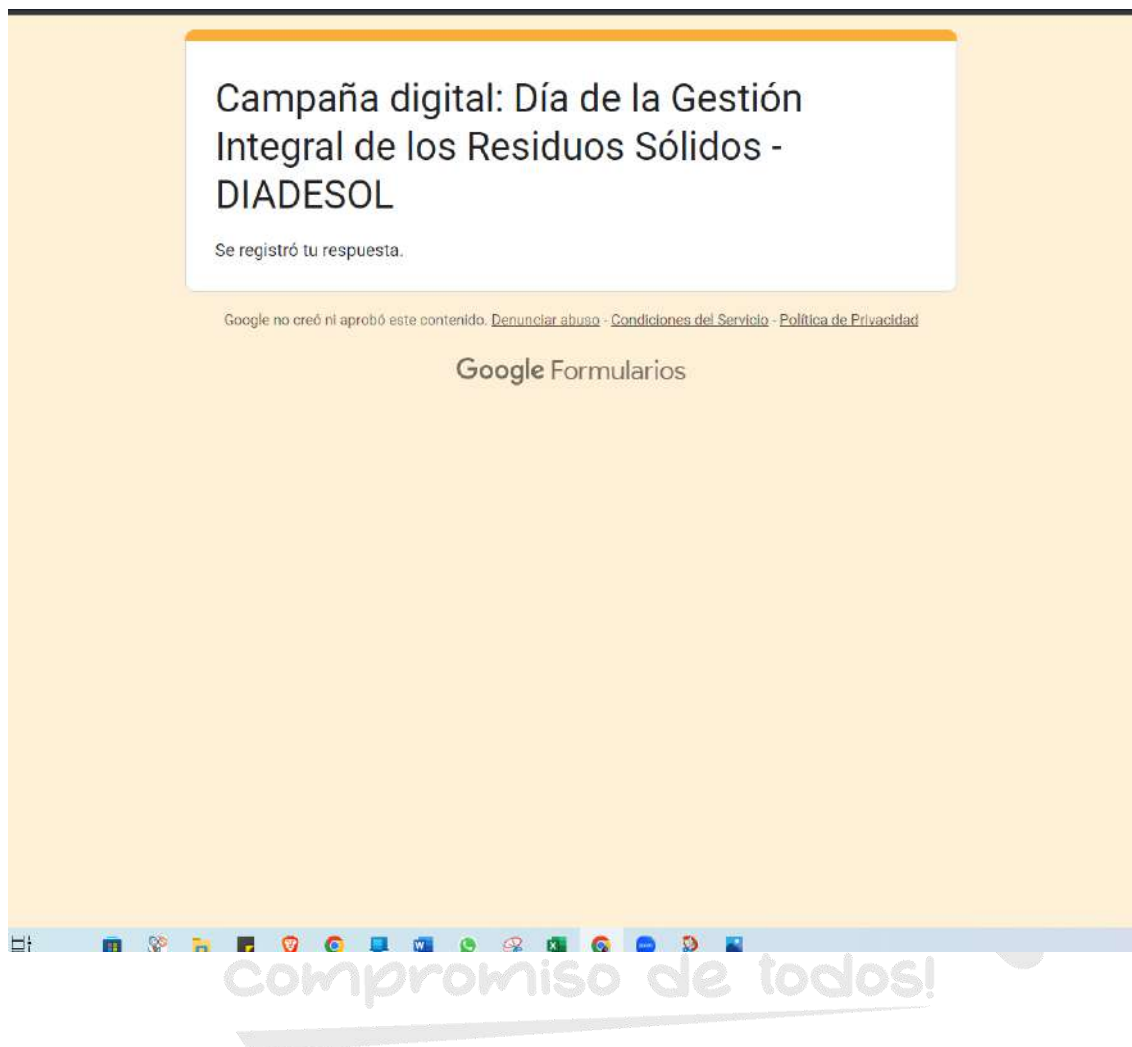 Campaña digital: Día de la Gestión
Integral de los Residuos Sólidos -
DIADESOL
Se registró tu respuesta.
Google no creó ni aprobó este contenido. Denunciar abuso - Condiciones del Servicio - Política de Privacidad
Google Formularios
compromiso de todos!